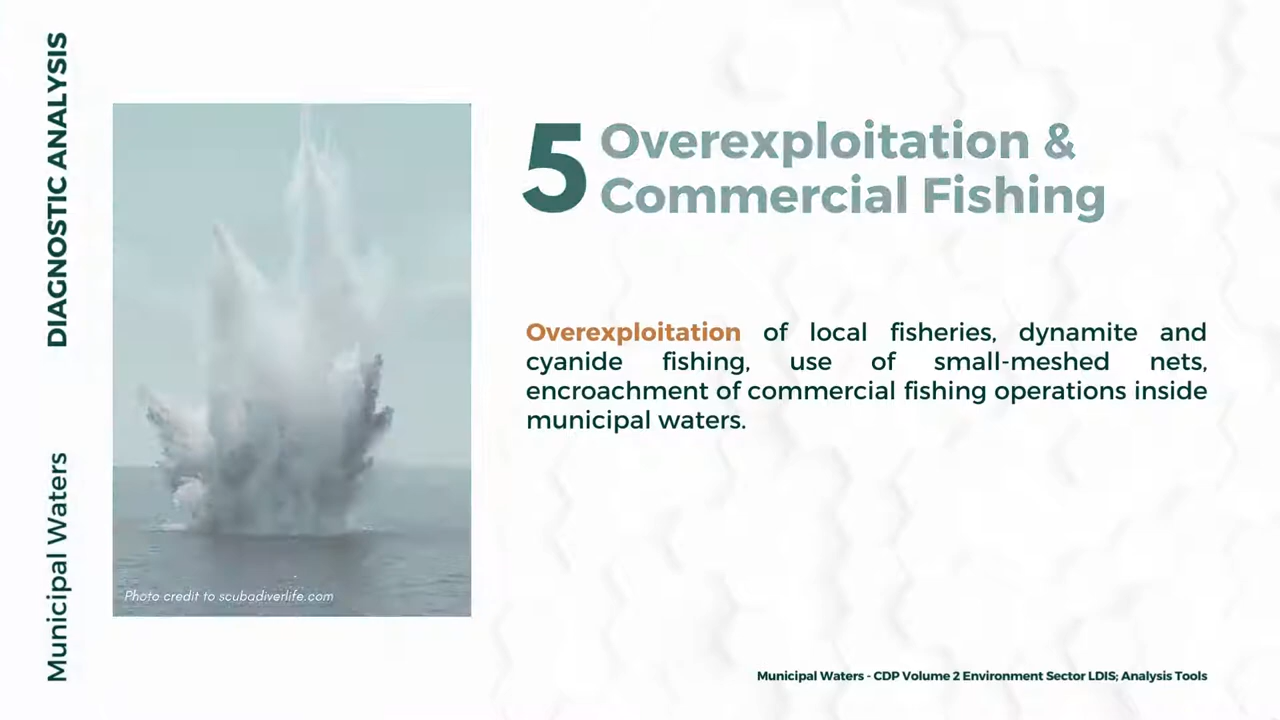 DIAGNOSTIC ANALYSIS
Municipal Waters
Photo credit to scubadiverlife.com
5 Overexploitation &
Commercial Fishing
Overexploitation of local fisheries, dynamite and
cyanide fishing, use of small-meshed nets,
encroachment of commercial fishing operations inside
municipal waters.
Municipal Waters - CDP Volume 2 Environment Sector LDIS; Analysis Tools